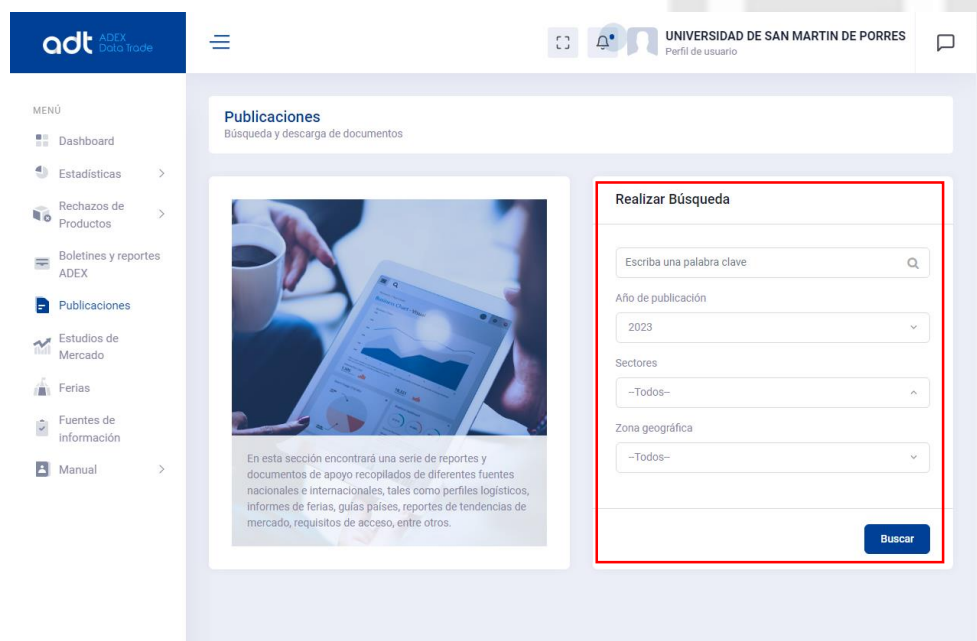 adt ADEX
Data Trade
UNIVERSIDAD DE SAN MARTIN DE PORRES
Perfil de usuario
MENÚ
Dashboard
Estadísticas
Rechazos de
Productos
Boletines y reportes
ADEX
Publicaciones
Estudios de
Mercado
Ferias
Fuentes de
información
Manual
Publicaciones
Búsqueda y descarga de documentos
En esta sección encontrará una serie de reportes y
documentos de apoyo recopilados de diferentes fuentes
nacionales e internacionales, tales como perfiles logísticos,
informes de ferias, guías países, reportes de tendencias de
mercado, requisitos de acceso, entre otros.
Realizar Búsqueda
Escriba una palabra clave
Año de publicación
2023
Sectores
--Todos--
Zona geográfica
--Todos--
Buscar